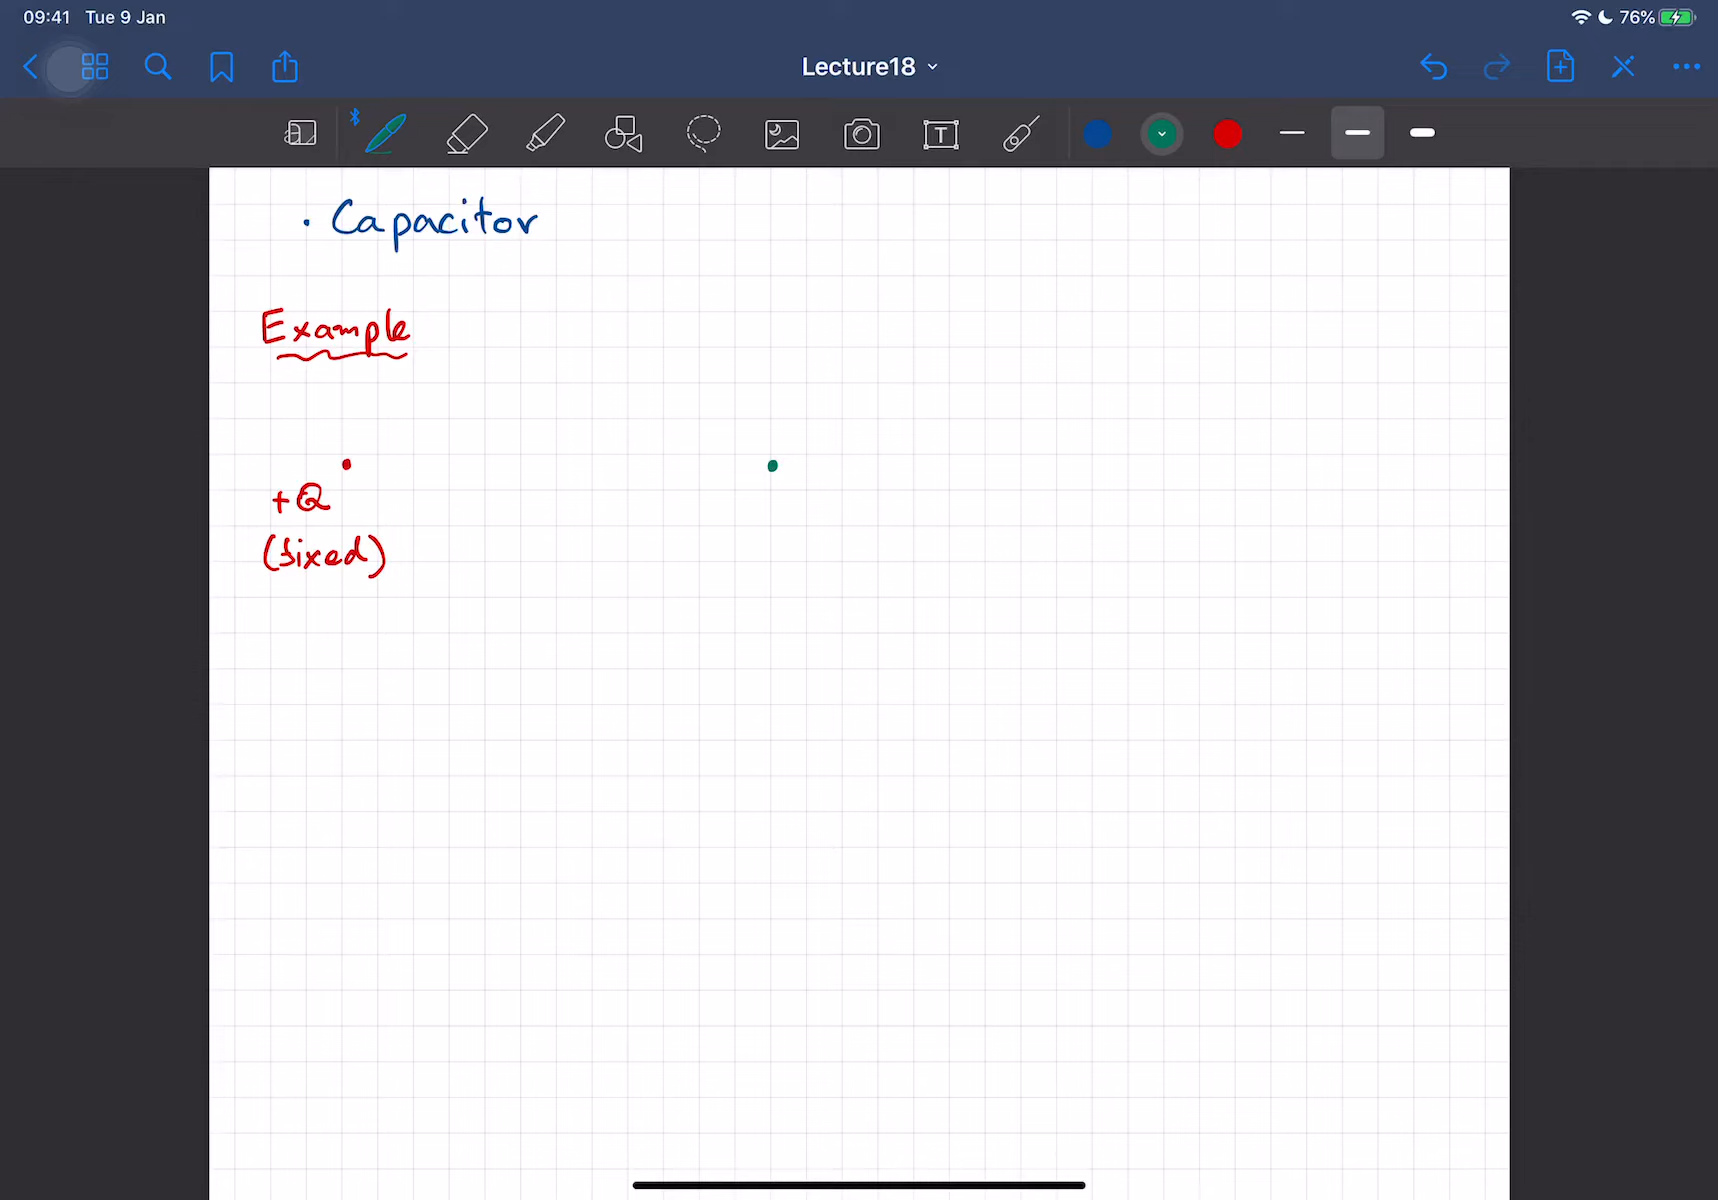 09:41 Tue 9 Jan
76%
Lecture18
T
· Capacitor
Example
+Q
(fixed)